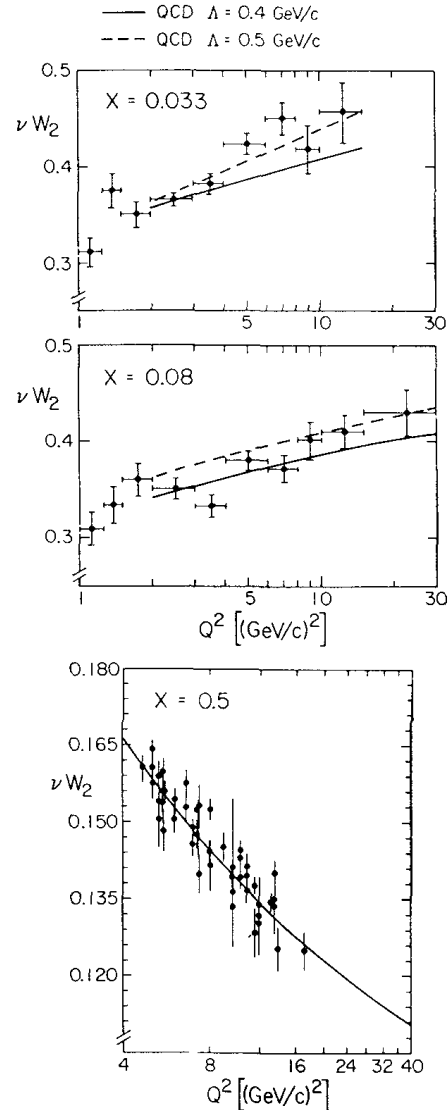 QCD Λ = 0.4 GeV/c
QCD Λ = 0.5 GeV/c
0.5
X = 0.033
νW₂
0.4
0.3
1 5 10 30
0.5
X = 0.08
νW₂
0.4
0.3
1 5 10 30
Q² [(GeV/c)²]
0.180
X = 0.5
0.165
νW₂
0.150
0.135
0.120
4 8 16 24 32 40
Q² [(GeV/c)²]